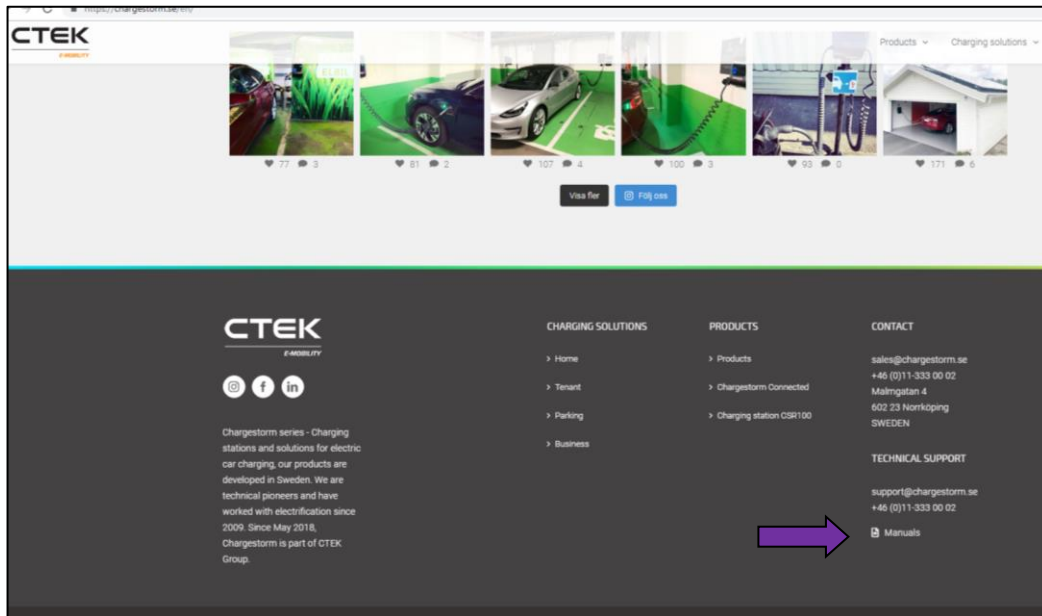 https://chargestorm.se/en/
CTEK
E-MOBILITY
Products
Charging solutions
ELBIL
77 3
81 2
107 4
100 3
93 0
171 6
Visa fler
Följ oss
CTEK
E-MOBILITY
Chargestorm series - Charging
stations and solutions for electric
car charging, our products are
developed in Sweden. We are
technical pioneers and have
worked with electrification since
2009. Since May 2018,
Chargestorm is part of CTEK
Group.
CHARGING SOLUTIONS
> Home
> Tenant
> Parking
> Business
PRODUCTS
> Products
> Chargestorm Connected
> Charging station CSR100
CONTACT
sales@chargestorm.se
+46 (0)11-333 00 02
Malmgatan 4
602 23 Norrköping
SWEDEN
TECHNICAL SUPPORT
support@chargestorm.se
+46 (0)11-333 00 02
Manuals